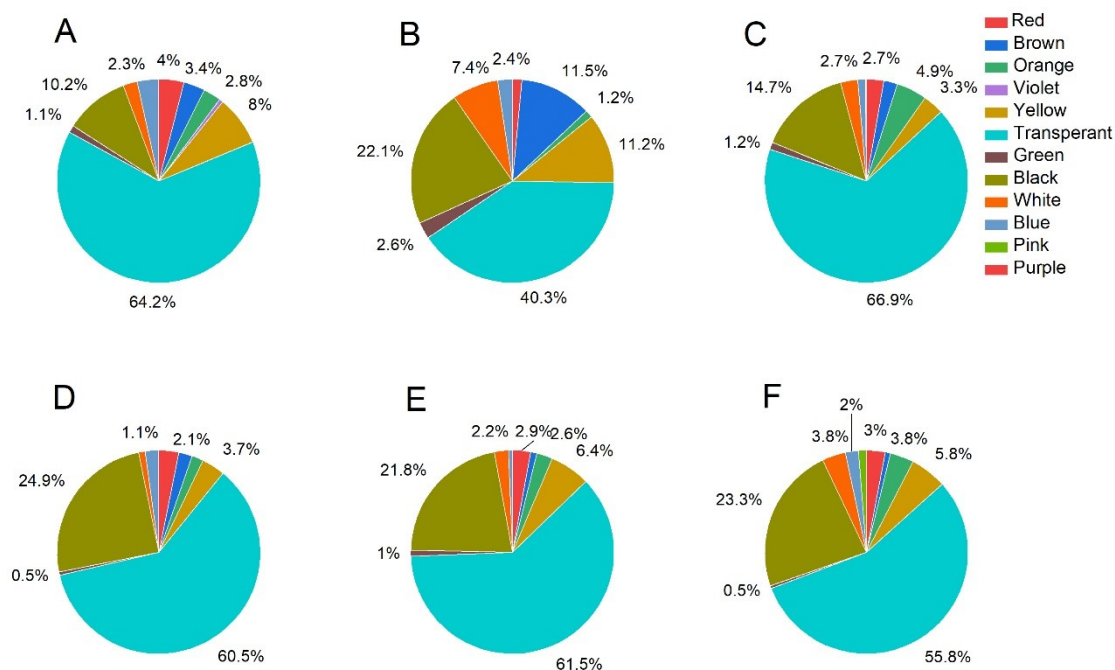 A
2.3%
4%
3.4%
2.8%
8%
10.2%
1.1%
64.2%
B
7.4%
2.4%
11.5%
1.2%
11.2%
22.1%
2.6%
40.3%
C
2.7%
2.7%
4.9%
3.3%
14.7%
1.2%
66.9%
Red
Brown
Orange
Violet
Yellow
Transperant
Green
Black
White
Blue
Pink
Purple
D
1.1%
2.1%
3.7%
24.9%
0.5%
60.5%
E
2.2%
2.9%
2.6%
6.4%
21.8%
1%
61.5%
F
2%
3.8%
3%
3.8%
5.8%
23.3%
0.5%
55.8%